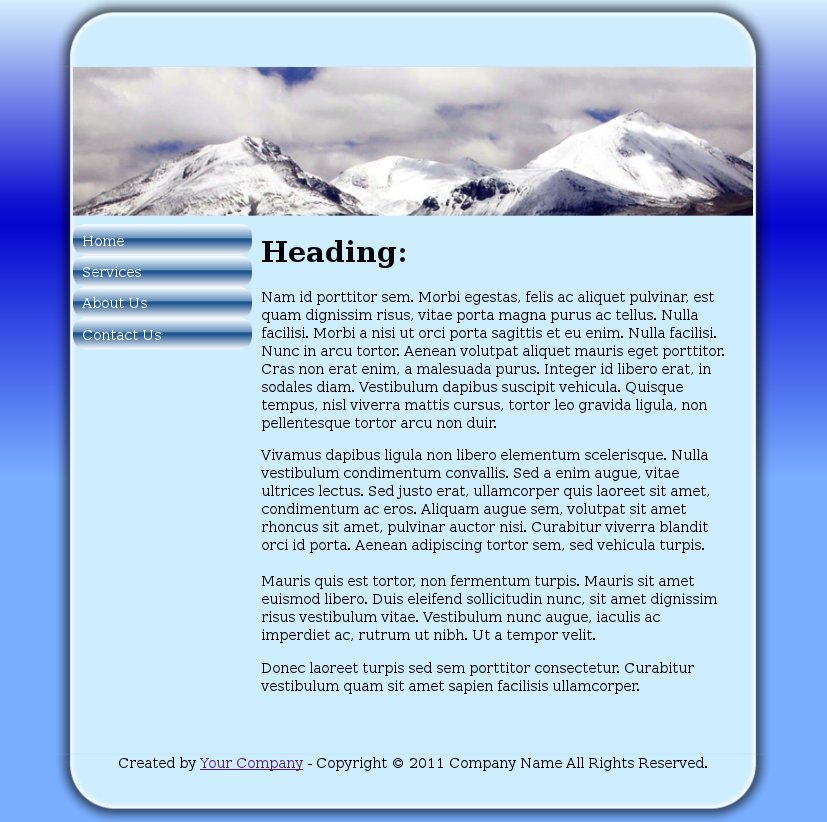 Home
Services
About Us
Contact Us
Heading:
Nam id porttitor sem. Morbi egestas, felis ac aliquet pulvinar, est
quam dignissim risus, vitae porta magna purus ac tellus. Nulla
facilisi. Morbi a nisi ut orci porta sagittis et eu enim. Nulla facilisi.
Nunc in arcu tortor. Aenean volutpat aliquet mauris eget porttitor.
Cras non erat enim, a malesuada purus. Integer id libero erat, in
sodales diam. Vestibulum dapibus suscipit vehicula. Quisque
tempus, nisl viverra mattis cursus, tortor leo gravida ligula, non
pellentesque tortor arcu non duir.
Vivamus dapibus ligula non libero elementum scelerisque. Nulla
vestibulum condimentum convallis. Sed a enim augue, vitae
ultrices lectus. Sed justo erat, ullamcorper quis laoreet sit amet,
condimentum ac eros. Aliquam augue sem, volutpat sit amet
rhoncus sit amet, pulvinar auctor nisi. Curabitur viverra blandit
orci id porta. Aenean adipiscing tortor sem, sed vehicula turpis.
Mauris quis est tortor, non fermentum turpis. Mauris sit amet
euismod libero. Duis eleifend sollicitudin nunc, sit amet dignissim
risus vestibulum vitae. Vestibulum nunc augue, iaculis ac
imperdiet ac, rutrum ut nibh. Ut a tempor velit.
Donec laoreet turpis sed sem porttitor consectetur. Curabitur
vestibulum quam sit amet sapien facilisis ullamcorper.
Created by Your Company - Copyright © 2011 Company Name All Rights Reserved.